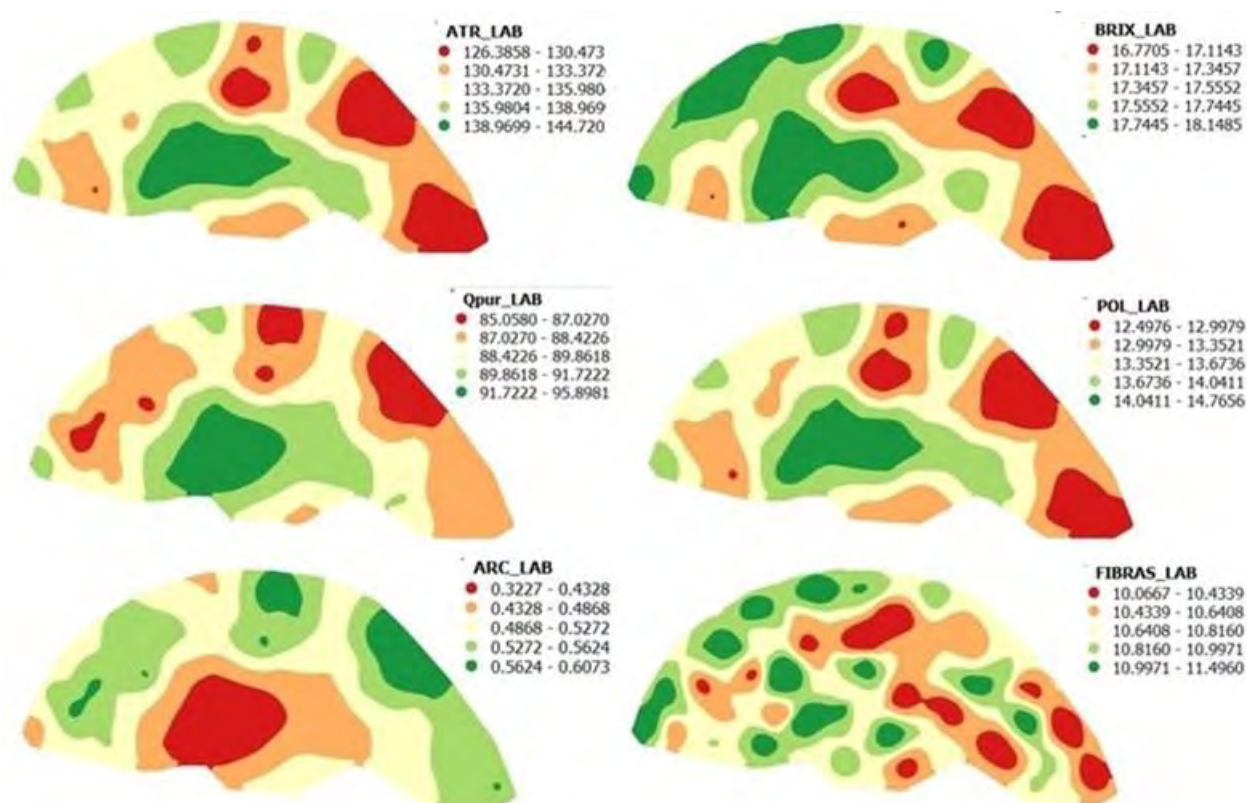 ATR_LAB
126.3858 - 130.473
130.4731 - 133.372
133.3720 - 135.980
135.9804 - 138.969
138.9699 - 144.720
BRIX_LAB
16.7705 - 17.1143
17.1143 - 17.3457
17.3457 - 17.5552
17.5552 - 17.7445
17.7445 - 18.1485
Qpur_LAB
85.0580 - 87.0270
87.0270 - 88.4226
88.4226 - 89.8618
89.8618 - 91.7222
91.7222 - 95.8981
POL_LAB
12.4976 - 12.9979
12.9979 - 13.3521
13.3521 - 13.6736
13.6736 - 14.0411
14.0411 - 14.7656
ARC_LAB
0.3227 - 0.4328
0.4328 - 0.4868
0.4868 - 0.5272
0.5272 - 0.5624
0.5624 - 0.6073
FIBRAS_LAB
10.0667 - 10.4339
10.4339 - 10.6408
10.6408 - 10.8160
10.8160 - 10.9971
10.9971 - 11.4960